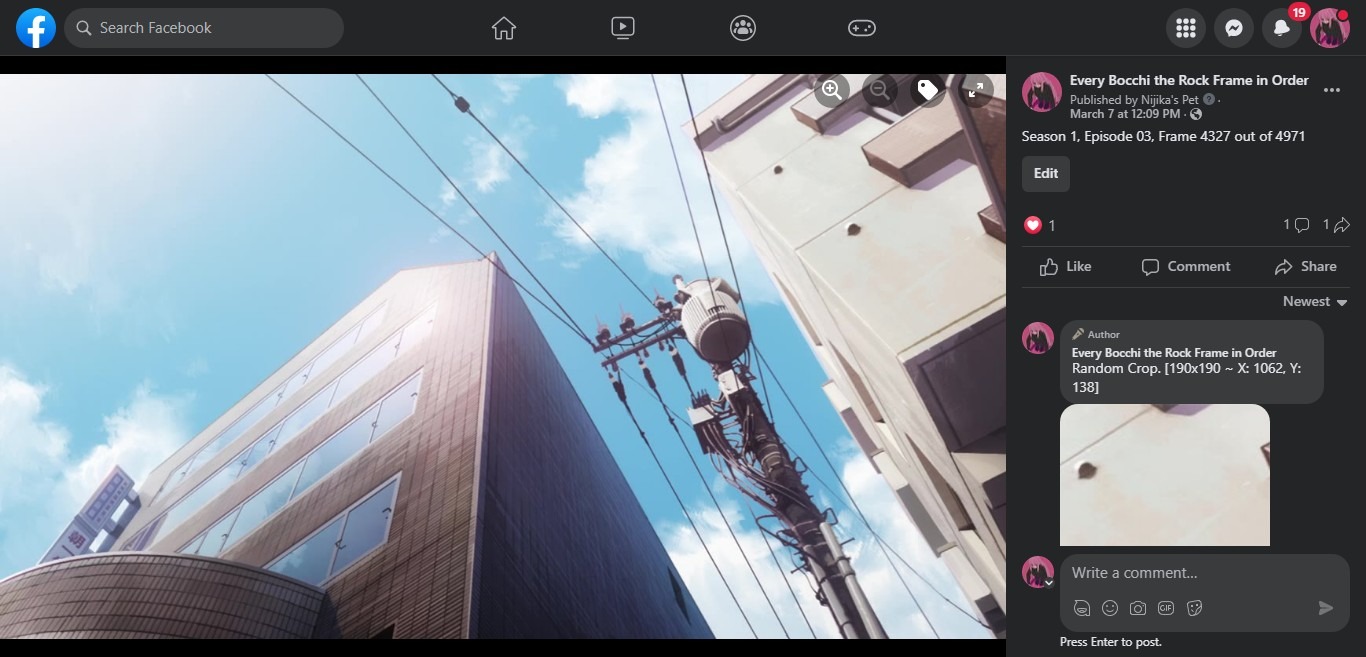 Search Facebook
19
Every Bocchi the Rock Frame in Order
Published by Nijika's Pet ·
March 7 at 12:09 PM ·
Season 1, Episode 03, Frame 4327 out of 4971
Edit
1
1
1
Like
Comment
Share
Newest
Author
Every Bocchi the Rock Frame in Order
Random Crop. [190x190 ~ X: 1062, Y:
138]
Write a comment...
GIF
Press Enter to post.